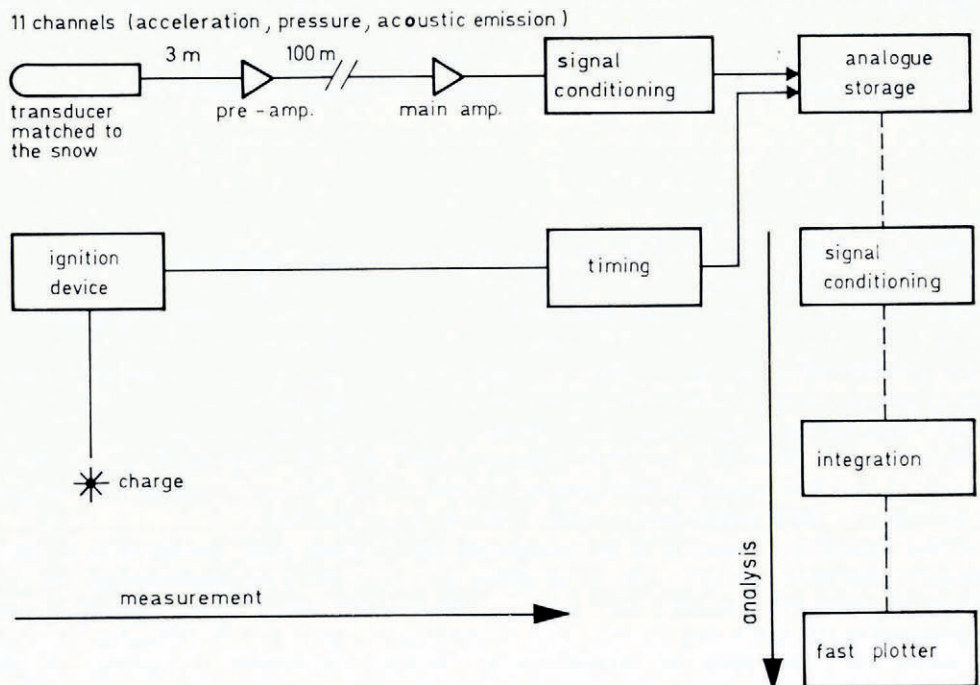 11 channels (acceleration, pressure, acoustic emission)
3 m
100 m
transducer
matched to
the snow
pre-amp.
main amp.
signal
conditioning
analogue
storage
ignition
device
timing
signal
conditioning
charge
integration
measurement
analysis
fast plotter